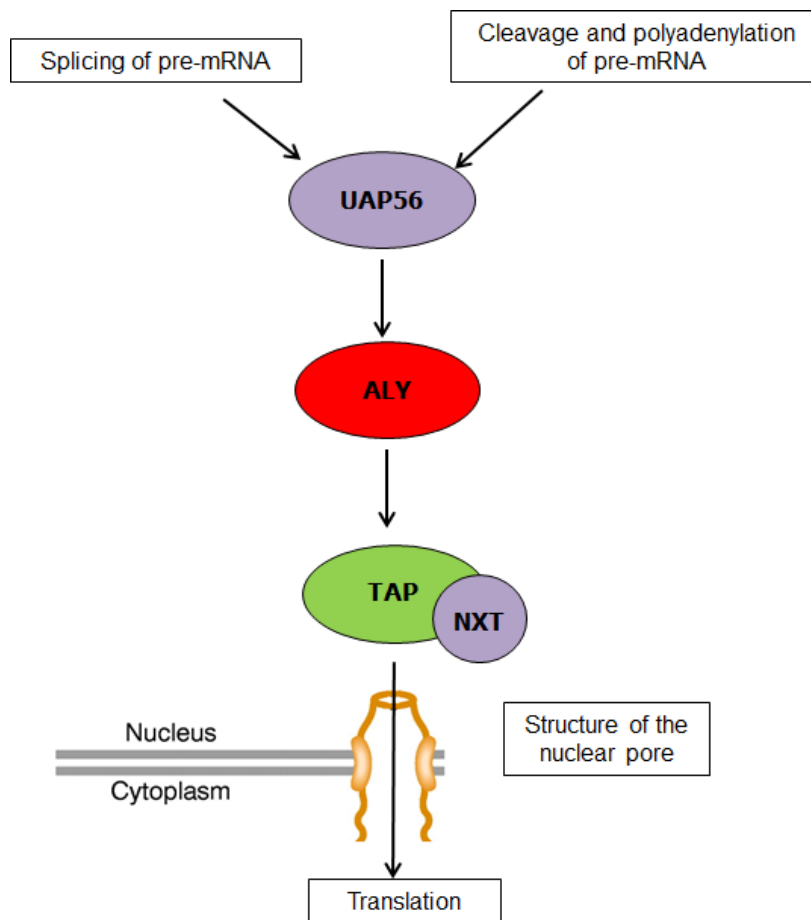 Splicing of pre-mRNA
Cleavage and polyadenylation
of pre-mRNA
UAP56
ALY
TAP
NXT
Structure of the
nuclear pore
Nucleus
Cytoplasm
Translation